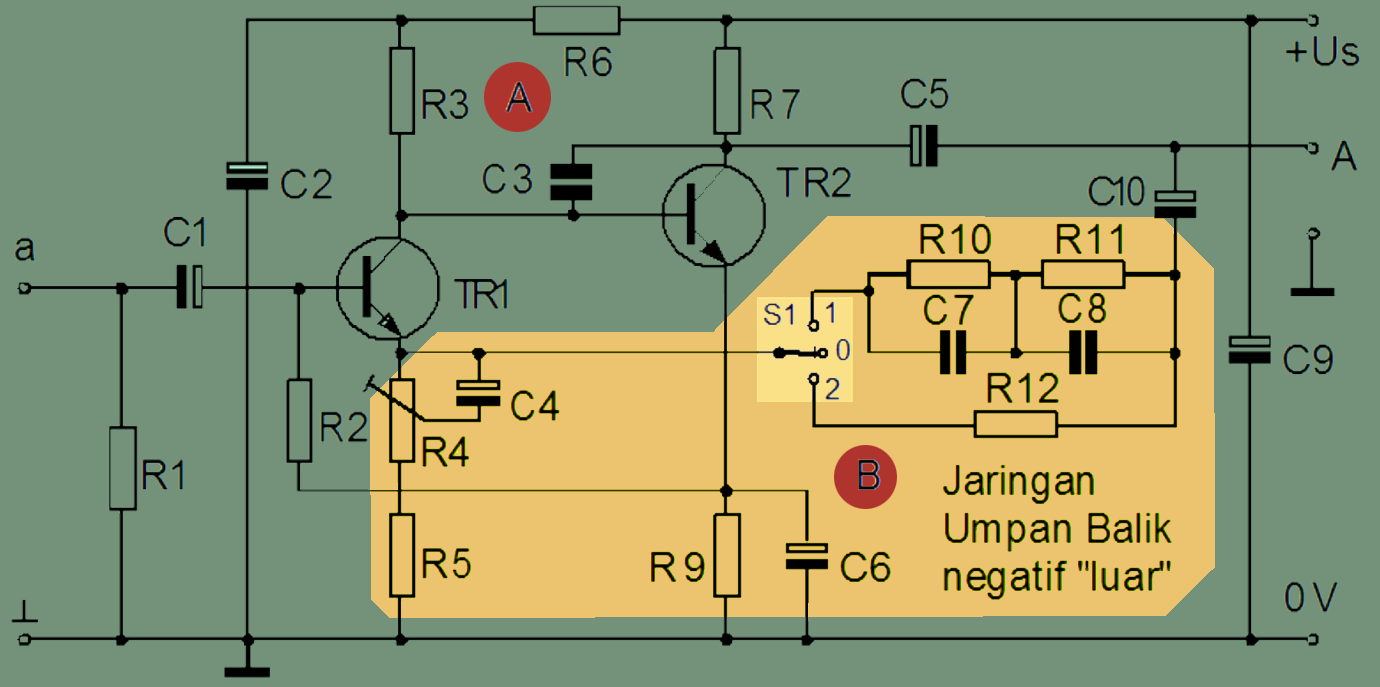 R6
+Us
R3
A
R7
C5
C3
TR2
A
C2
C10
C1
a
R10
R11
TR1
S1
1
C7
C8
0
C9
2
R12
C4
R2
R4
B
Jaringan
R1
Umpan Balik
R5
R9
C6
negatif "luar"
0V